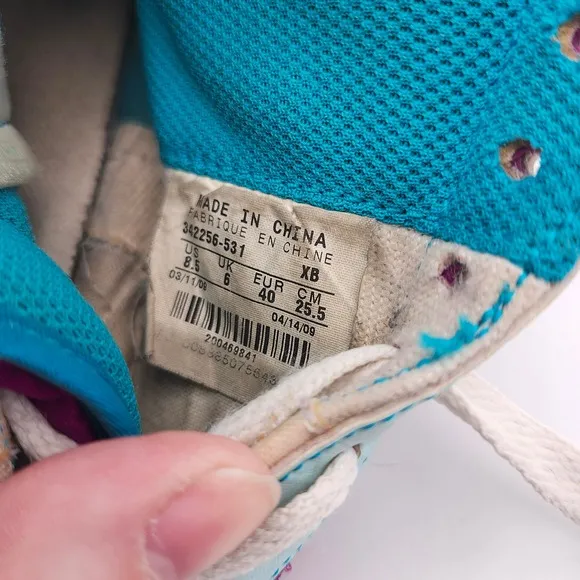 MADE IN CHINA
FABRIQUE EN CHINE
342256-531 XB
US UK EUR CM
8.5 6 40 25.5
03/11/09 04/14/09
200469841